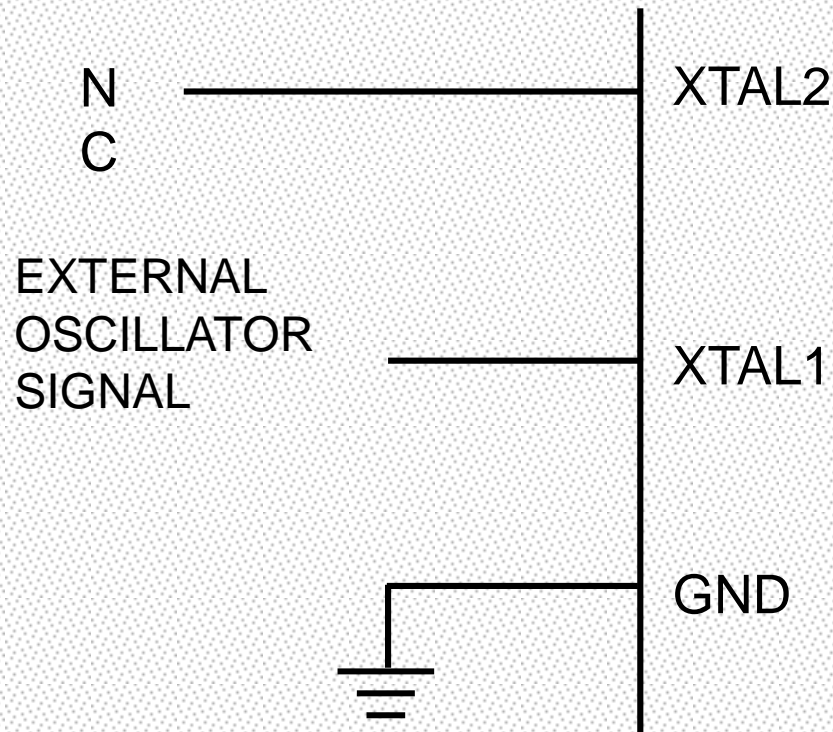 N
C
XTAL2
EXTERNAL
OSCILLATOR
SIGNAL
XTAL1
GND